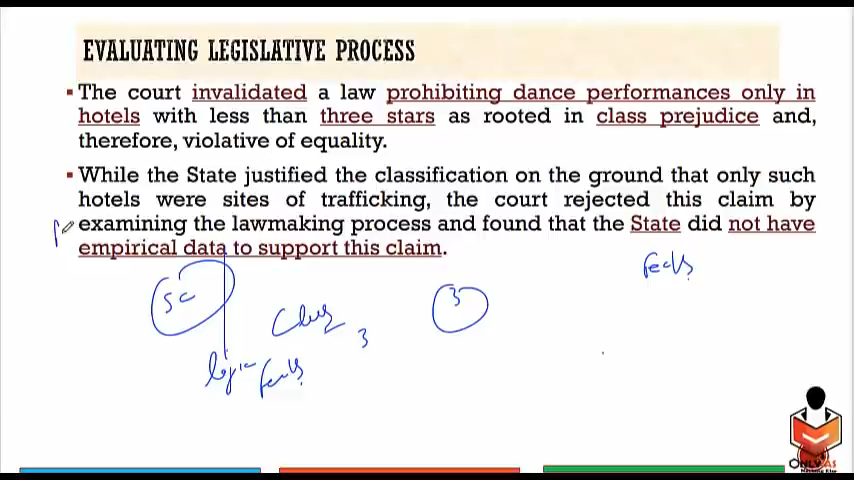 EVALUATING LEGISLATIVE PROCESS
▪ The court invalidated a law prohibiting dance performances only in
hotels with less than three stars as rooted in class prejudice and,
therefore, violative of equality.
▪ While the State justified the classification on the ground that only such
hotels were sites of trafficking, the court rejected this claim by
examining the lawmaking process and found that the State did not have
empirical data to support this claim.
SC
3
3